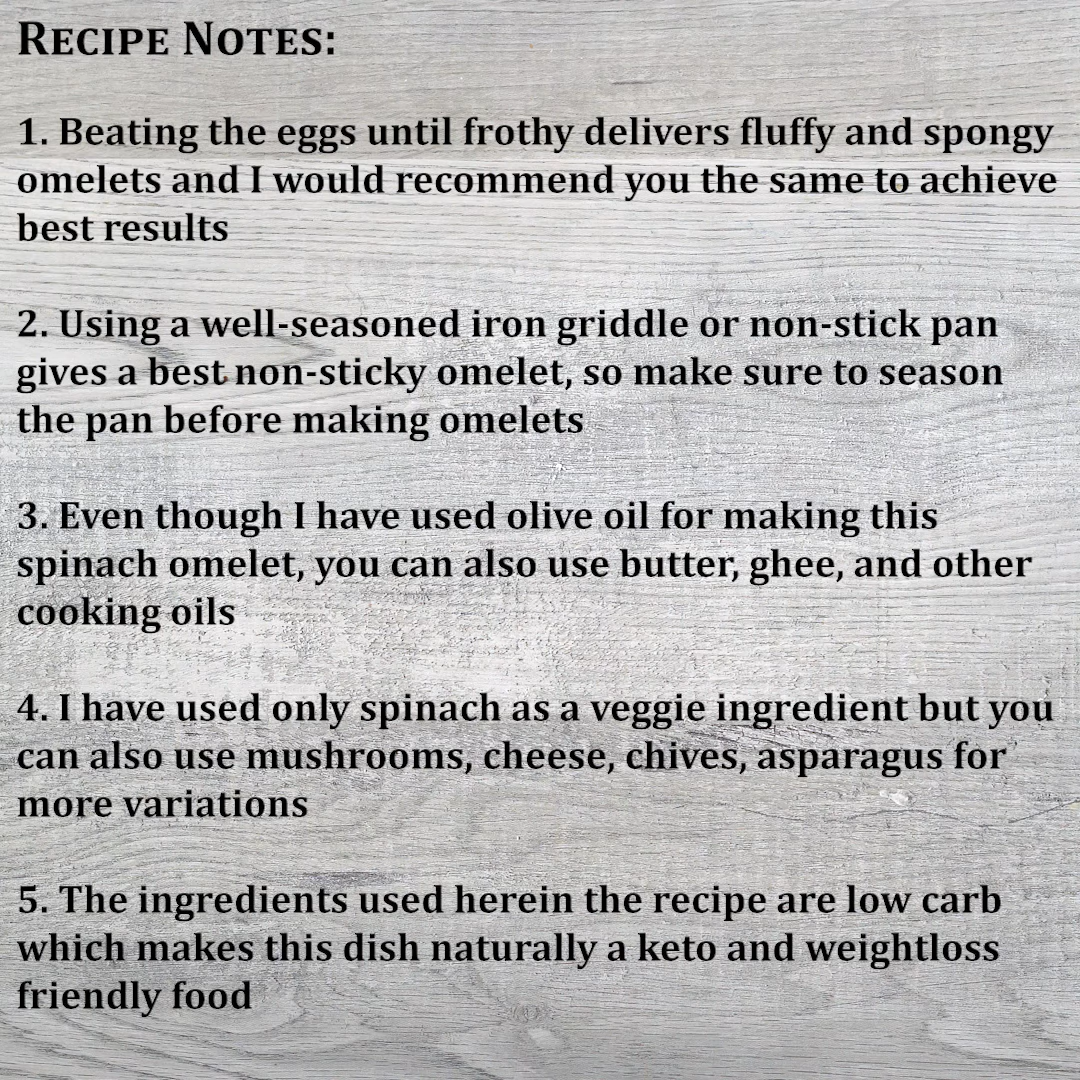 RECIPE NOTES:
1. Beating the eggs until frothy delivers fluffy and spongy
omelets and I would recommend you the same to achieve
best results
2. Using a well-seasoned iron griddle or non-stick pan
gives a best non-sticky omelet, so make sure to season
the pan before making omelets
3. Even though I have used olive oil for making this
spinach omelet, you can also use butter, ghee, and other
cooking oils
4. I have used only spinach as a veggie ingredient but you
can also use mushrooms, cheese, chives, asparagus for
more variations
5. The ingredients used herein the recipe are low carb
which makes this dish naturally a keto and weightloss
friendly food